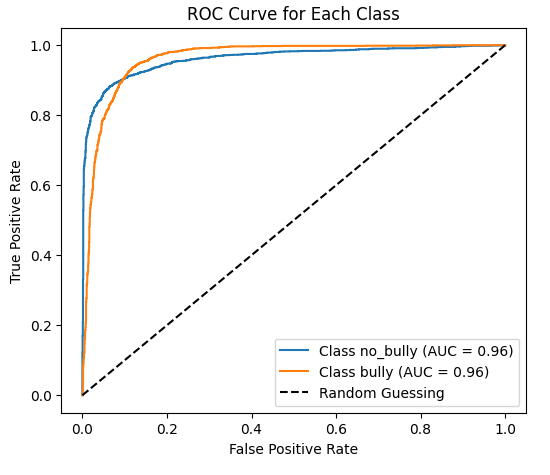 ROC Curve for Each Class
True Positive Rate
1.0
0.8
0.6
0.4
0.2
0.0
Class no_bully (AUC = 0.96)
Class bully (AUC = 0.96)
Random Guessing
0.0 0.2 0.4 0.6 0.8 1.0
False Positive Rate